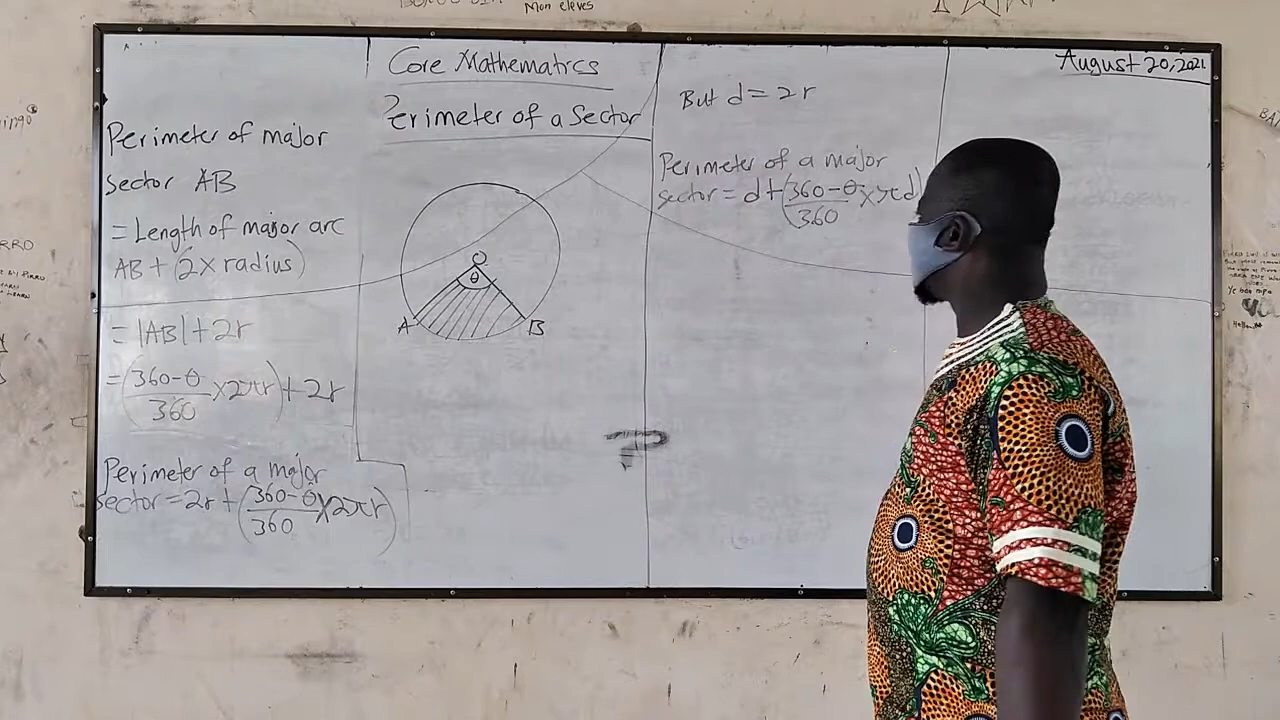 Mon eleves
Core Mathematics
Perimeter of a Sector
August 20, 2021
Perimeter of major
sector AB
= Length of major arc
AB + (2 × radius)
= |AB| + 2r
= (360-θ/360 × 2πr) + 2r
Perimeter of a major
sector = 2r + (360-θ/360 × 2πr)
O
θ
A B
But d = 2r
Perimeter of a major
sector = d + (360-θ/360 × πd)